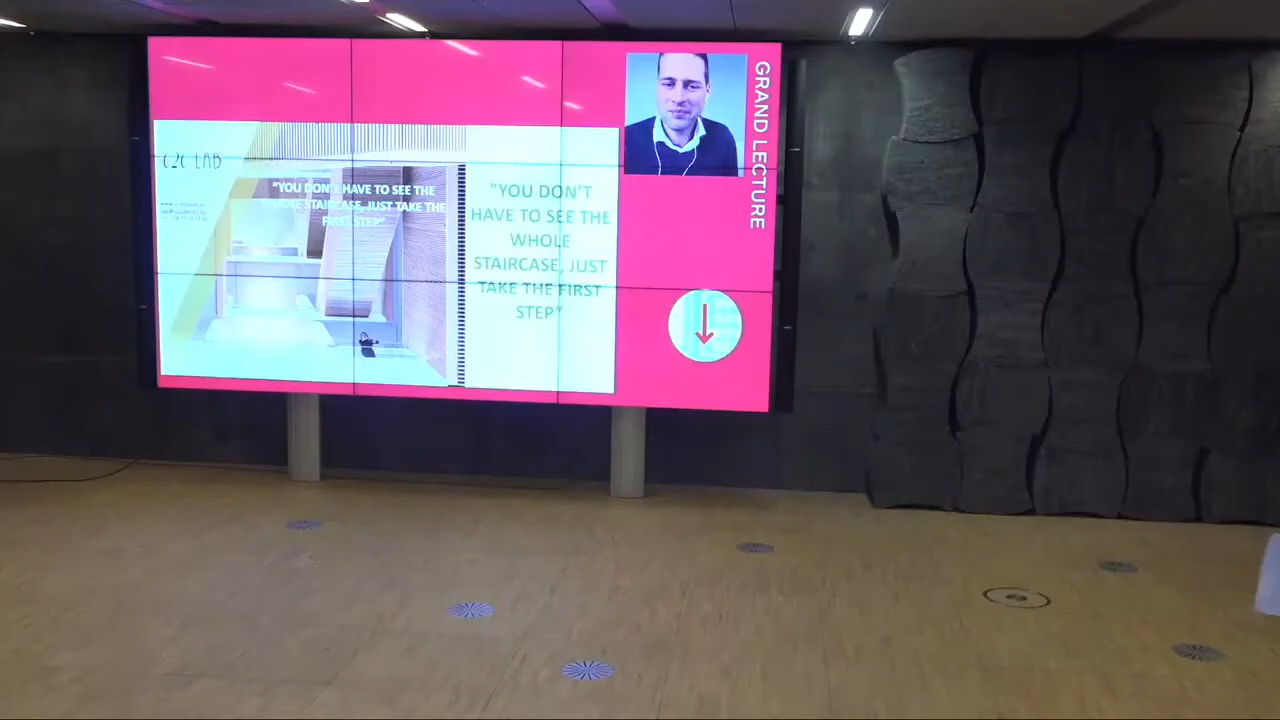 C2C LAB
"YOU DON'T HAVE TO SEE THE
WHOLE STAIRCASE, JUST TAKE THE
FIRST STEP"
"YOU DON'T
HAVE TO SEE THE
WHOLE
STAIRCASE, JUST
TAKE THE FIRST
STEP"
GRAND LECTURE